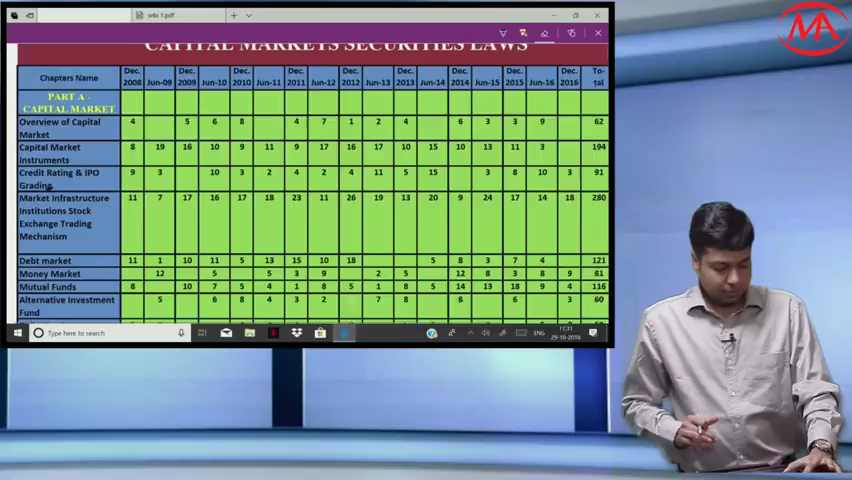 sebi 1.pdf
CAPITAL MARKETS SECURITIES LAWS
Chapters Name Dec. 2008 Jun-09 Dec. 2009 Jun-10 Dec. 2010 Jun-11 Dec. 2011 Jun-12 Dec. 2012 Jun-13 Dec. 2013 Jun-14 Dec. 2014 Jun-15 Dec. 2015 Jun-16 Dec. 2016 To-tal
PART A -
CAPITAL MARKET
Overview of Capital 4 5 6 8 4 7 1 2 4 6 3 3 9 62
Market
Capital Market 8 19 16 10 9 11 9 17 16 17 10 15 10 13 11 3 194
Instruments
Credit Rating & IPO 9 3 10 3 2 4 2 4 11 5 15 3 8 10 3 91
Grading
Market Infrastructure 11 7 17 16 17 18 23 11 26 19 13 20 9 24 17 14 18 280
Institutions Stock
Exchange Trading
Mechanism
Debt market 11 1 10 11 5 13 15 10 18 5 8 3 7 4 121
Money Market 12 5 5 3 9 2 5 12 8 3 8 9 81
Mutual Funds 8 10 7 5 4 1 8 5 1 8 5 14 13 18 9 4 116
Alternative Investment 5 6 8 4 3 2 7 8 8 6 3 60
Fund
Type here to search
ENG
11:31
29-10-2018
MA